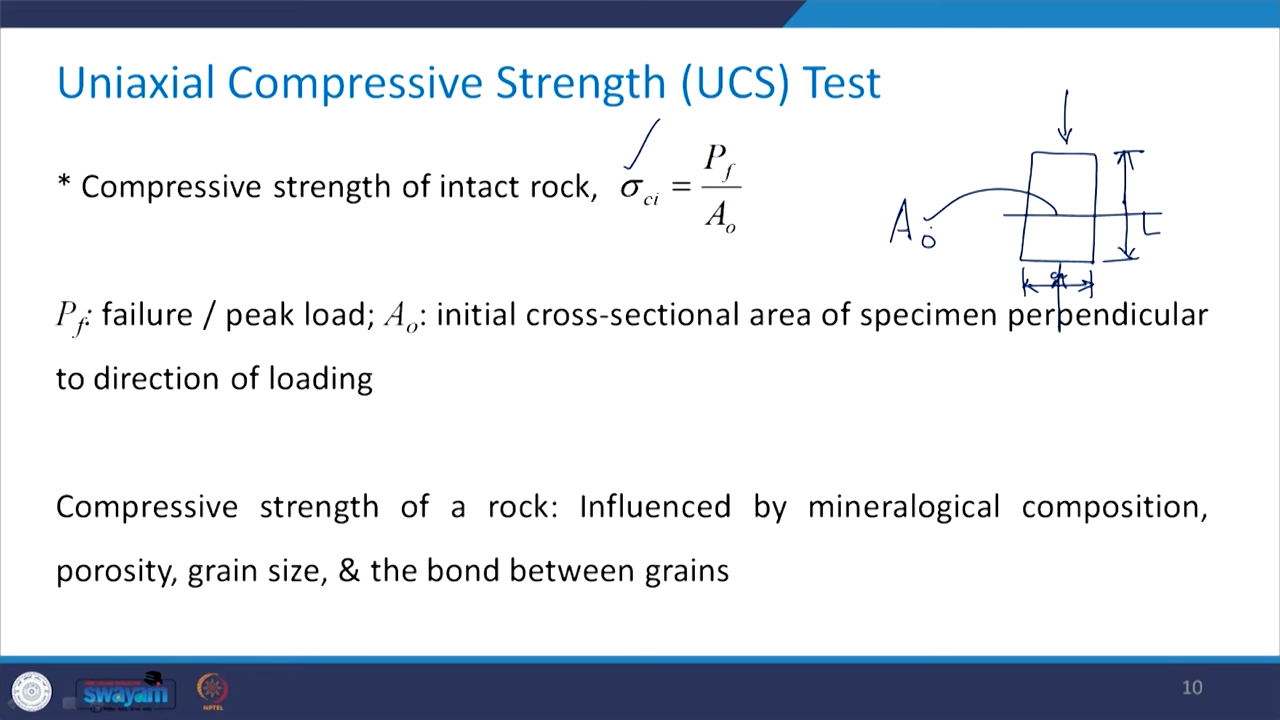 Uniaxial Compressive Strength (UCS) Test
* Compressive strength of intact rock, σci = Pf / Ao
Ao
L
Pf: failure / peak load; Ao: initial cross-sectional area of specimen perpendicular
to direction of loading
Compressive strength of a rock: Influenced by mineralogical composition,
porosity, grain size, & the bond between grains
swayam
NPTEL
10